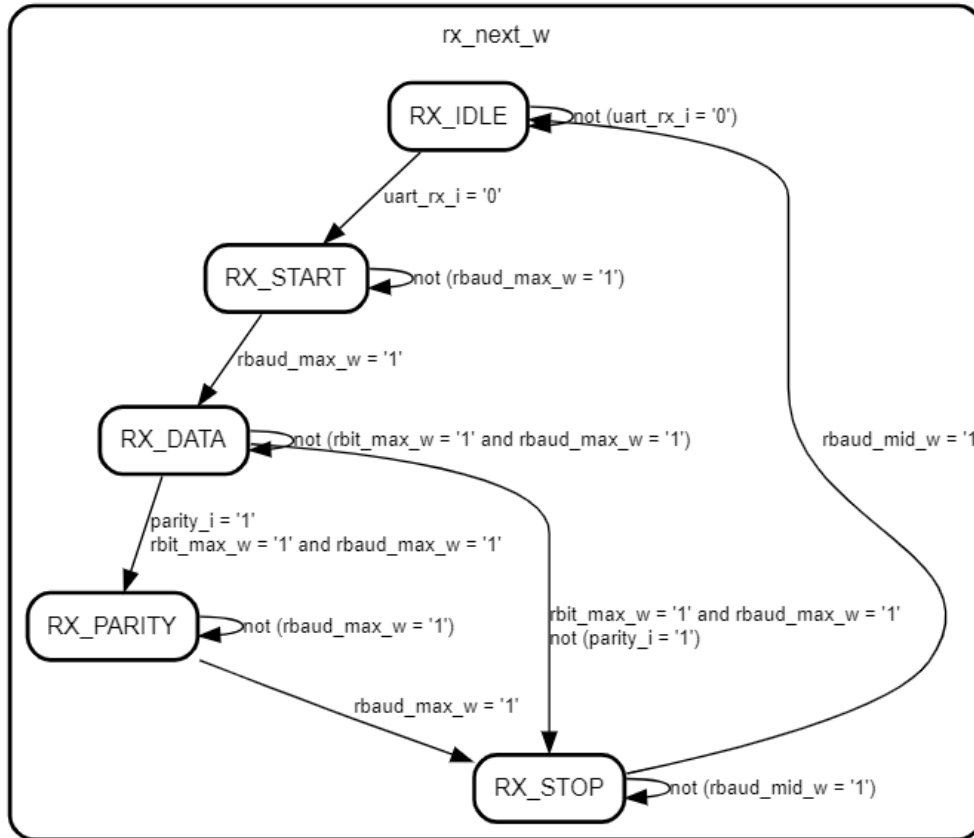 rx_next_w
RX_IDLE
not (uart_rx_i = '0')
uart_rx_i = '0'
RX_START
not (rbaud_max_w = '1')
rbaud_max_w = '1'
RX_DATA
not (rbit_max_w = '1' and rbaud_max_w = '1')
rbaud_mid_w = '1
parity_i = '1'
rbit_max_w = '1' and rbaud_max_w = '1'
RX_PARITY
not (rbaud_max_w = '1')
rbit_max_w = '1' and rbaud_max_w = '1'
not (parity_i = '1')
rbaud_max_w = '1'
RX_STOP
not (rbaud_mid_w = '1')